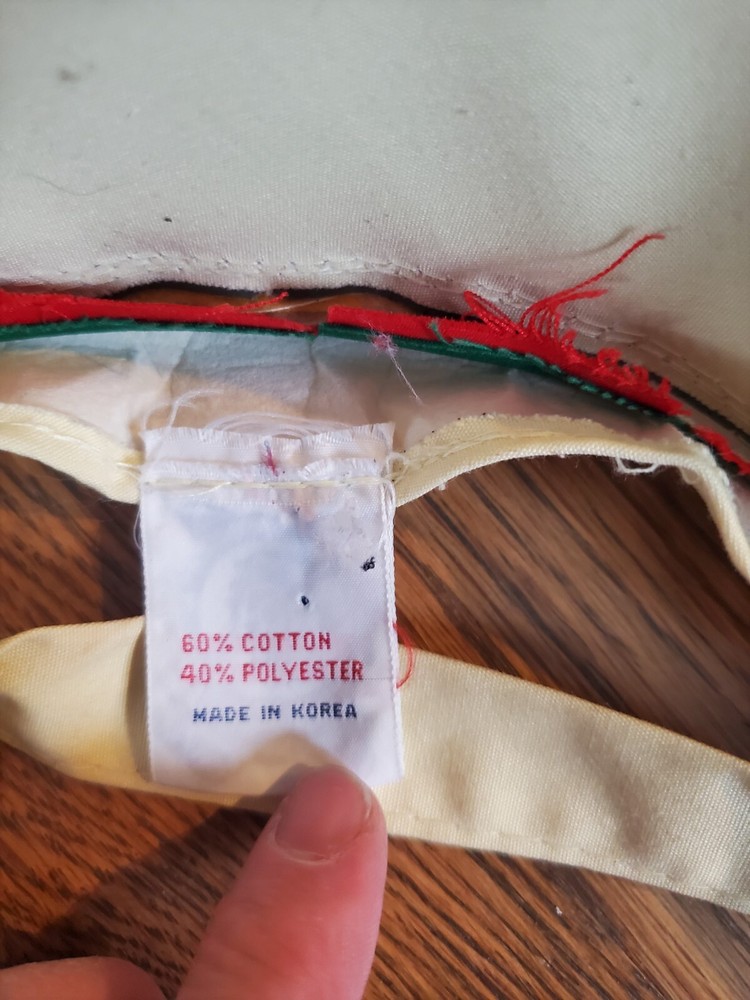 60% COTTON
40% POLYESTER
MADE IN KOREA